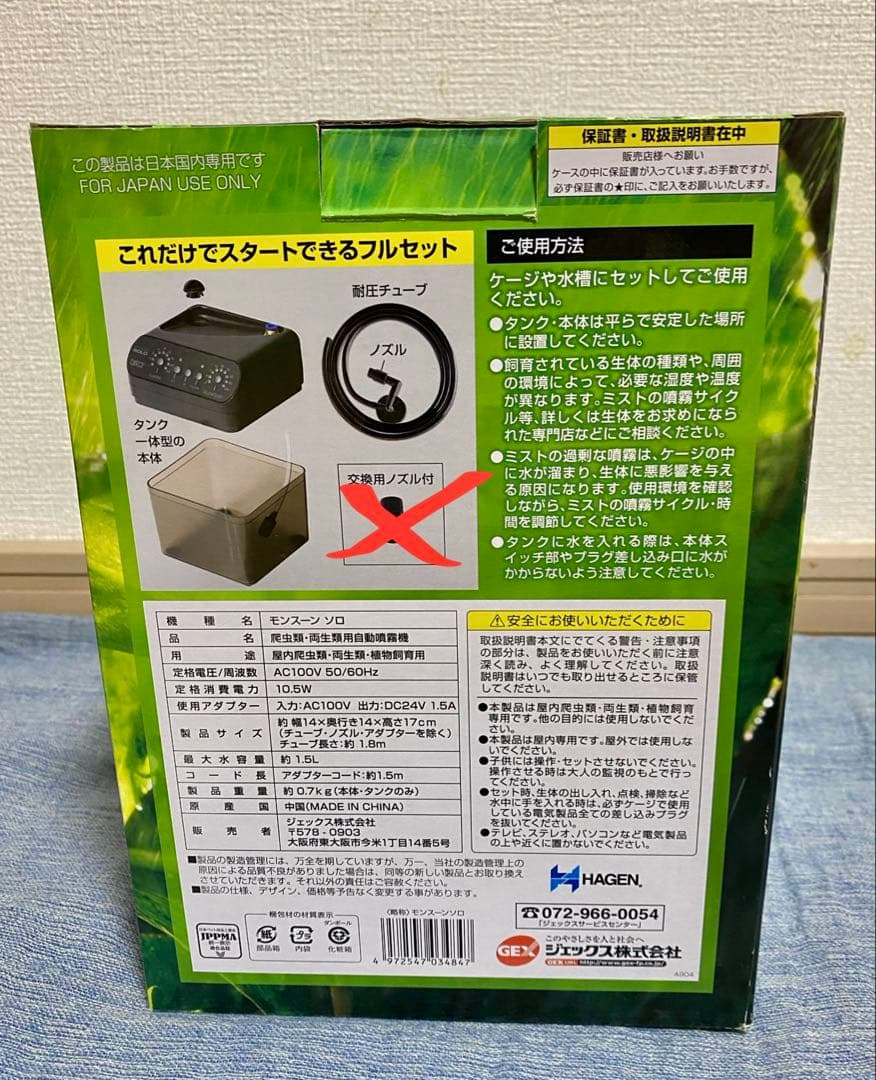 この製品は日本国内専用です
FOR JAPAN USE ONLY
保証書・取扱説明書在中
販売店様へお願い
ケースの中に保証書が入っています。お手数ですが、
必ず保証書の★印に、ご記入をお願いいたします。
これだけでスタートできるフルセット
耐圧チューブ
ノズル
SOLO
タンク
一体型の
本体
交換用ノズル付
ご使用方法
ケージや水槽にセットしてご使用
ください。
●タンク・本体は平らで安定した場所
に設置してください。
●飼育されている生体の種類や、周囲
の環境によって、必要な湿度や温度
が異なります。ミストの噴霧サイク
ル等、詳しくは生体をお求めになら
れた専門店などにご相談ください。
●ミストの過剰な噴霧は、ケージの中
に水が溜まり、生体に悪影響を与え
る原因になります。使用環境を確認
しながら、ミストの噴霧サイクル・時
間を調節してください。
●タンクに水を入れる際は、本体ス
イッチ部やプラグ差し込み口に水が
かからないよう注意してください。
機種名 モンスーン ソロ
品名 爬虫類・両生類用自動噴霧機
用途 屋内爬虫類・両生類・植物飼育用
定格電圧/周波数 AC100V 50/60Hz
定格消費電力 10.5W
使用アダプター 入力:AC100V 出力:DC24V 1.5A
製品サイズ 約 幅14×奥行き14×高さ17cm
(チューブ・ノズル・アダプターを除く)
チューブ長さ:約 1.8m
最大水容量 約 1.5L
コード長 アダプターコード:約1.5m
製品重量 約 0.7kg(本体・タンクのみ)
原産国 中国(MADE IN CHINA)
販売者 ジェックス株式会社
〒578-0903
大阪府東大阪市今米1丁目14番5号
⚠安全にお使いいただくために
取扱説明書本文にでてくる警告・注意事項
の部分は、製品をお使いいただく前に注意
深く読み、よく理解してください。取扱
説明書はいつでも取り出せるところに保管
してください。
●本製品は屋内爬虫類・両生類・植物飼育
専用です。他の目的には使用しないでくだ
さい。
●本製品は屋内専用です。屋外では使用しな
いでください。
●子供には操作・セットさせないでください。
操作させる時は大人の監視のもとで行っ
てください。
●セット時、生体の出し入れ、点検、掃除など
水中に手を入れる時は、必ずケージで使用
している電気製品全ての差し込みプラグ
を抜いてください。
●テレビ、ステレオ、パソコンなど電気製品
の上や近くに置かないでください。
■製品の製造管理には、万全を期していますが、万一、当社の製造管理上の
原因による品質不良がありました場合は、同等の新しい製品とお取り換え
させていただきます。それ以外の責任はご容赦ください。
■製品の仕様、デザイン、価格等予告なく変更する事があります。
HAGEN
☎072-966-0054
「ジェックスサービスセンター」
JPPMA
梱包材の材質表示
紙
部品箱
プラ
内袋
ダンボール
化粧箱
(略称)モンスーンソロ
4972547034847
このやさしさを人と社会へ
GEX ジェックス株式会社
GEX URL http://www.gex-fp.co.jp/
A904